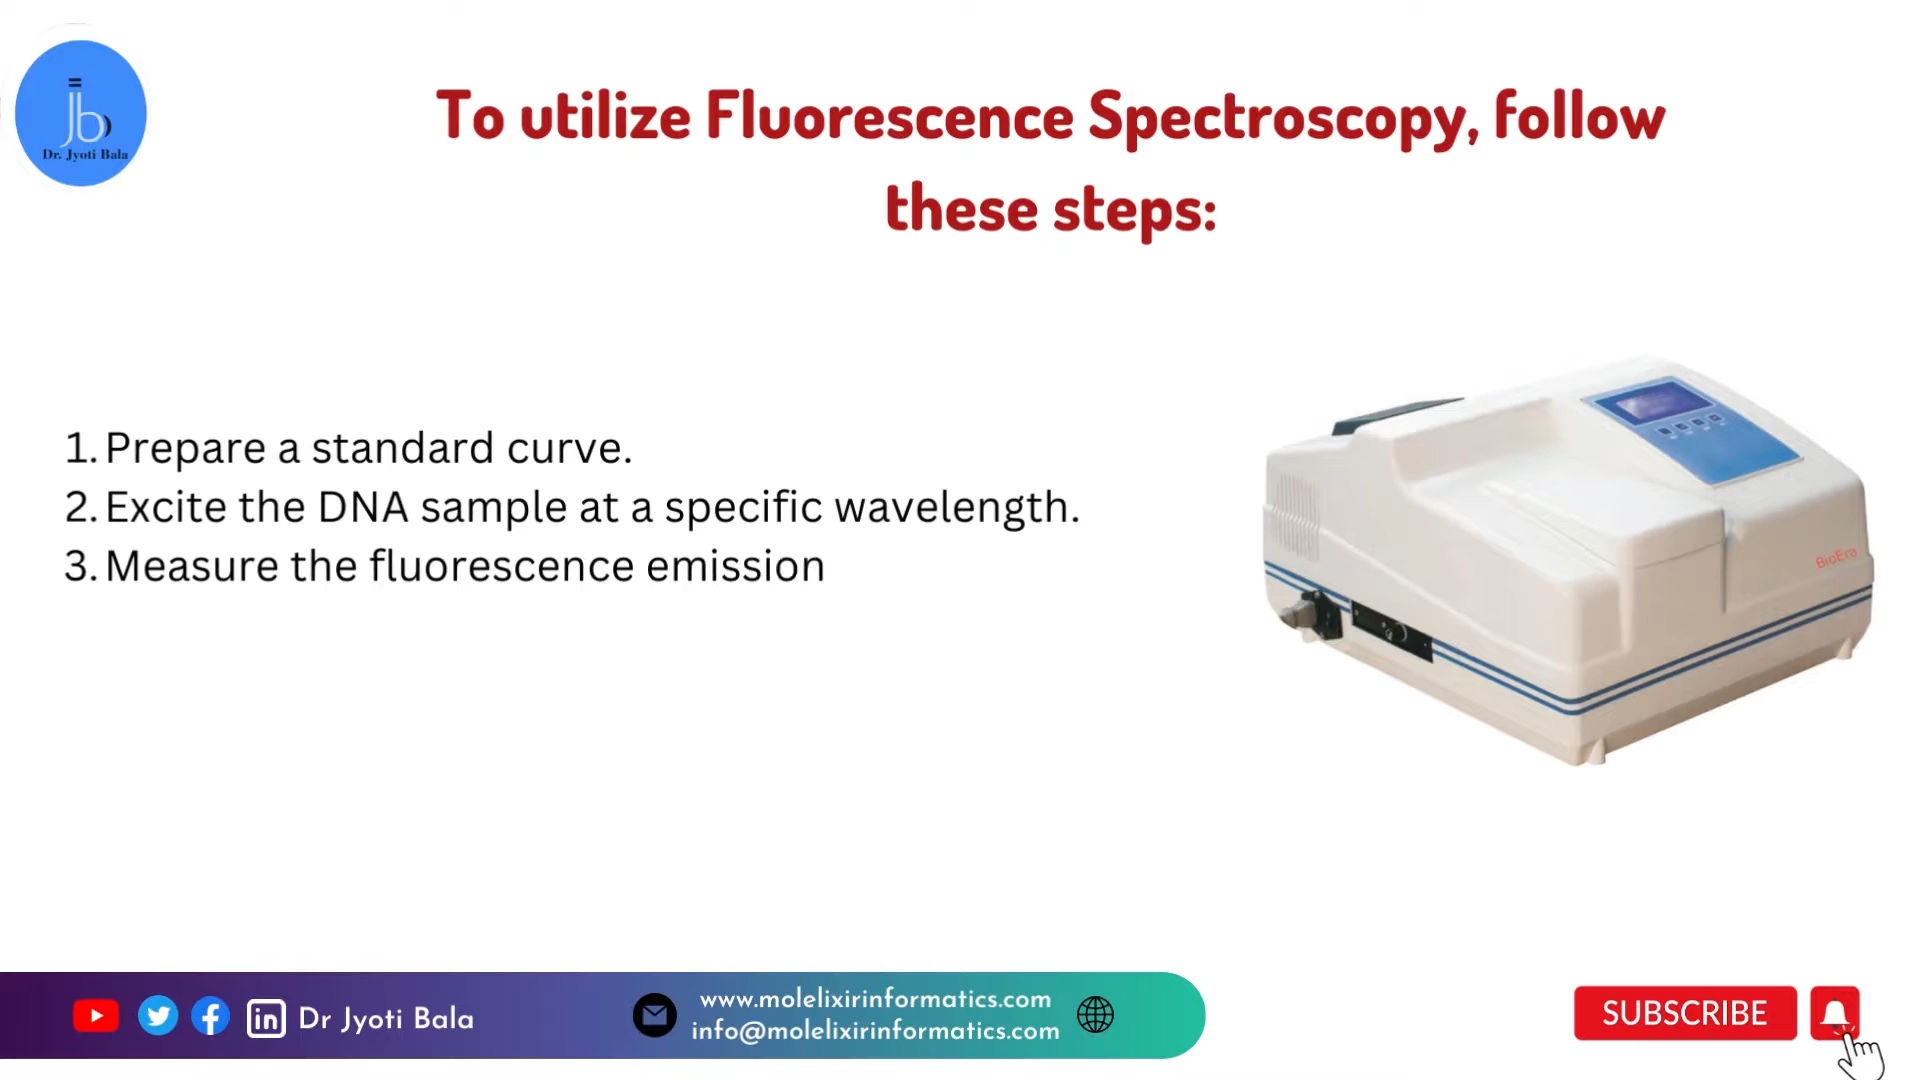 Dr. Jyoti Bala
To utilize Fluorescence Spectroscopy, follow
these steps:
1. Prepare a standard curve.
2. Excite the DNA sample at a specific wavelength.
3. Measure the fluorescence emission
BioEra
Dr Jyoti Bala
www.molelixirinformatics.com
info@molelixirinformatics.com
SUBSCRIBE